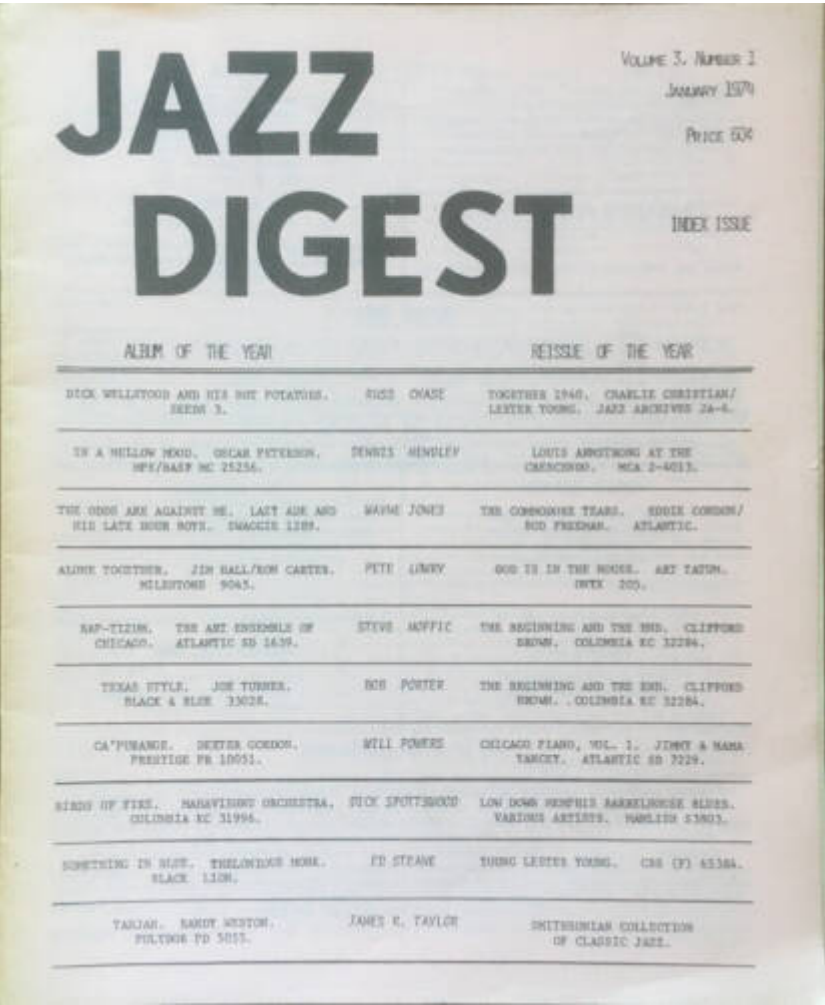 JAZZ
DIGEST
VOLUME 3, NUMBER 1
JANUARY 1974
PRICE 60¢
INDEX ISSUE
ALBUM OF THE YEAR
REISSUE OF THE YEAR
DICK WELLSTOOD AND HIS HOT POTATOES.
SEEDS 3.
RUSS CHASE
TOGETHER 1940. CHARLIE CHRISTIAN/
LESTER YOUNG. JAZZ ARCHIVES JA-6.
IN A MELLOW MOOD. OSCAR PETERSON.
MPS/BASF MC 25256.
DENNIS HENDLEY
LOUIS ARMSTRONG AT THE
CRESCENDO. MCA 2-4013.
THE ODDS ARE AGAINST ME. LAZY ADE AND
HIS LATE HOUR BOYS. SWAGGIE 1289.
WAYNE JONES
THE COMMODORE YEARS. EDDIE CONDON/
BUD FREEMAN. ATLANTIC.
ALONE TOGETHER. JIM HALL/RON CARTER.
MILESTONE 9045.
PETE LOWRY
GOD IS IN THE HOUSE. ART TATUM.
ONYX 205.
THE ART ENSEMBLE OF
CHICAGO. ATLANTIC SD 1639.
STEVE MOFFIC
THE BEGINNING AND THE END. CLIFFORD
BROWN. COLUMBIA KC 32284.
TEXAS STYLE. JOE TURNER.
BLACK & BLUE 33028.
BOB PORTER
THE BEGINNING AND THE END. CLIFFORD
BROWN. COLUMBIA KC 32284.
CA'PURANGE. DEXTER GORDON.
PRESTIGE PR 10051.
WILL POWERS
CHICAGO PIANO, VOL. 1. JIMMY & MAMA
YANCEY. ATLANTIC SD 7229.
BIRDS OF FIRE. MAHAVISHNU ORCHESTRA.
COLUMBIA KC 31996.
DICK SPOTTSWOOD
LOW DOWN MEMPHIS BARRELHOUSE BLUES.
VARIOUS ARTISTS. MAMLISH S3803.
SOMETHING IN BLUE. THELONIOUS MONK.
BLACK LION.
ED STEANE
YOUNG LESTER YOUNG. CBS (F) 65384.
TANJAH. RANDY WESTON.
POLYDOR PD 5055.
JAMES K. TAYLOR
SMITHSONIAN COLLECTION
OF CLASSIC JAZZ.